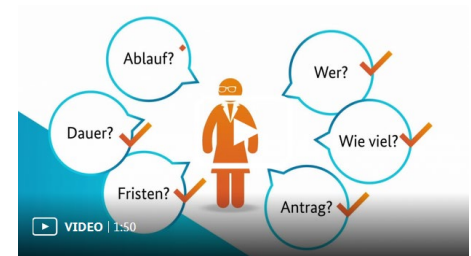 Ablauf?
Wer?
Dauer?
Wie viel?
Fristen?
Antrag?
VIDEO | 1:50